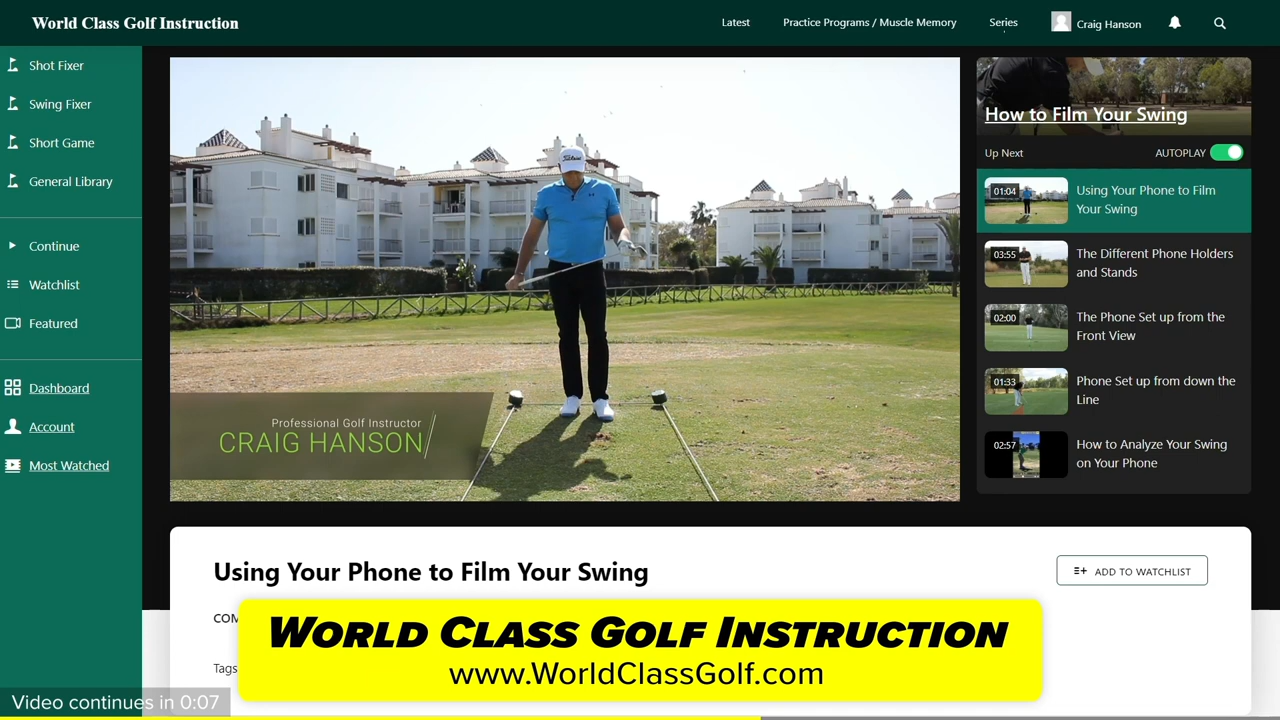 World Class Golf Instruction
Latest
Practice Programs / Muscle Memory
Series
Craig Hanson
Shot Fixer
Swing Fixer
Short Game
General Library
Continue
Watchlist
Featured
Dashboard
Account
Most Watched
Titleist
Professional Golf Instructor
CRAIG HANSON
How to Film Your Swing
Up Next
AUTOPLAY
01:04
Using Your Phone to Film
Your Swing
03:55
The Different Phone Holders
and Stands
02:00
The Phone Set up from the
Front View
01:33
Phone Set up from down the
Line
02:57
How to Analyze Your Swing
on Your Phone
Using Your Phone to Film Your Swing
ADD TO WATCHLIST
COM
Tags
World Class Golf Instruction
www.WorldClassGolf.com
Video continues in 0:07